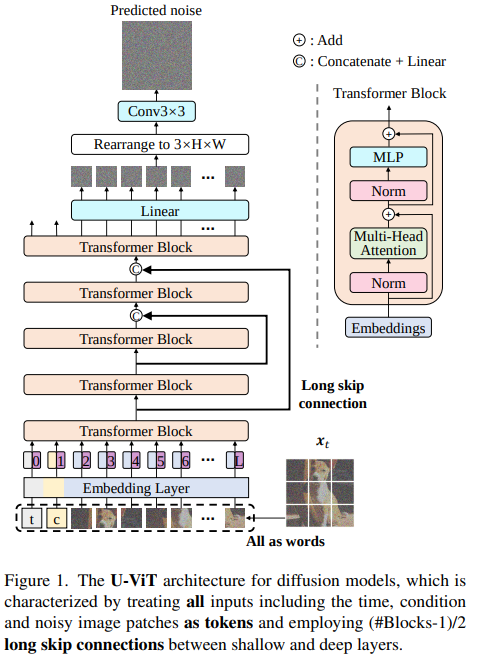 Predicted noise
+ : Add
C : Concatenate + Linear
Conv3×3
Rearrange to 3×H×W
...
Linear
...
Transformer Block
C
Transformer Block
C
Transformer Block
Transformer Block
Transformer Block
Long skip
connection
0 1 2 3 4 5 6 ... L
Embedding Layer
t c ...
All as words
xₜ
Transformer Block
+
MLP
Norm
+
Multi-Head
Attention
Norm
Embeddings
Figure 1. The U-ViT architecture for diffusion models, which is
characterized by treating all inputs including the time, condition
and noisy image patches as tokens and employing (#Blocks-1)/2
long skip connections between shallow and deep layers.